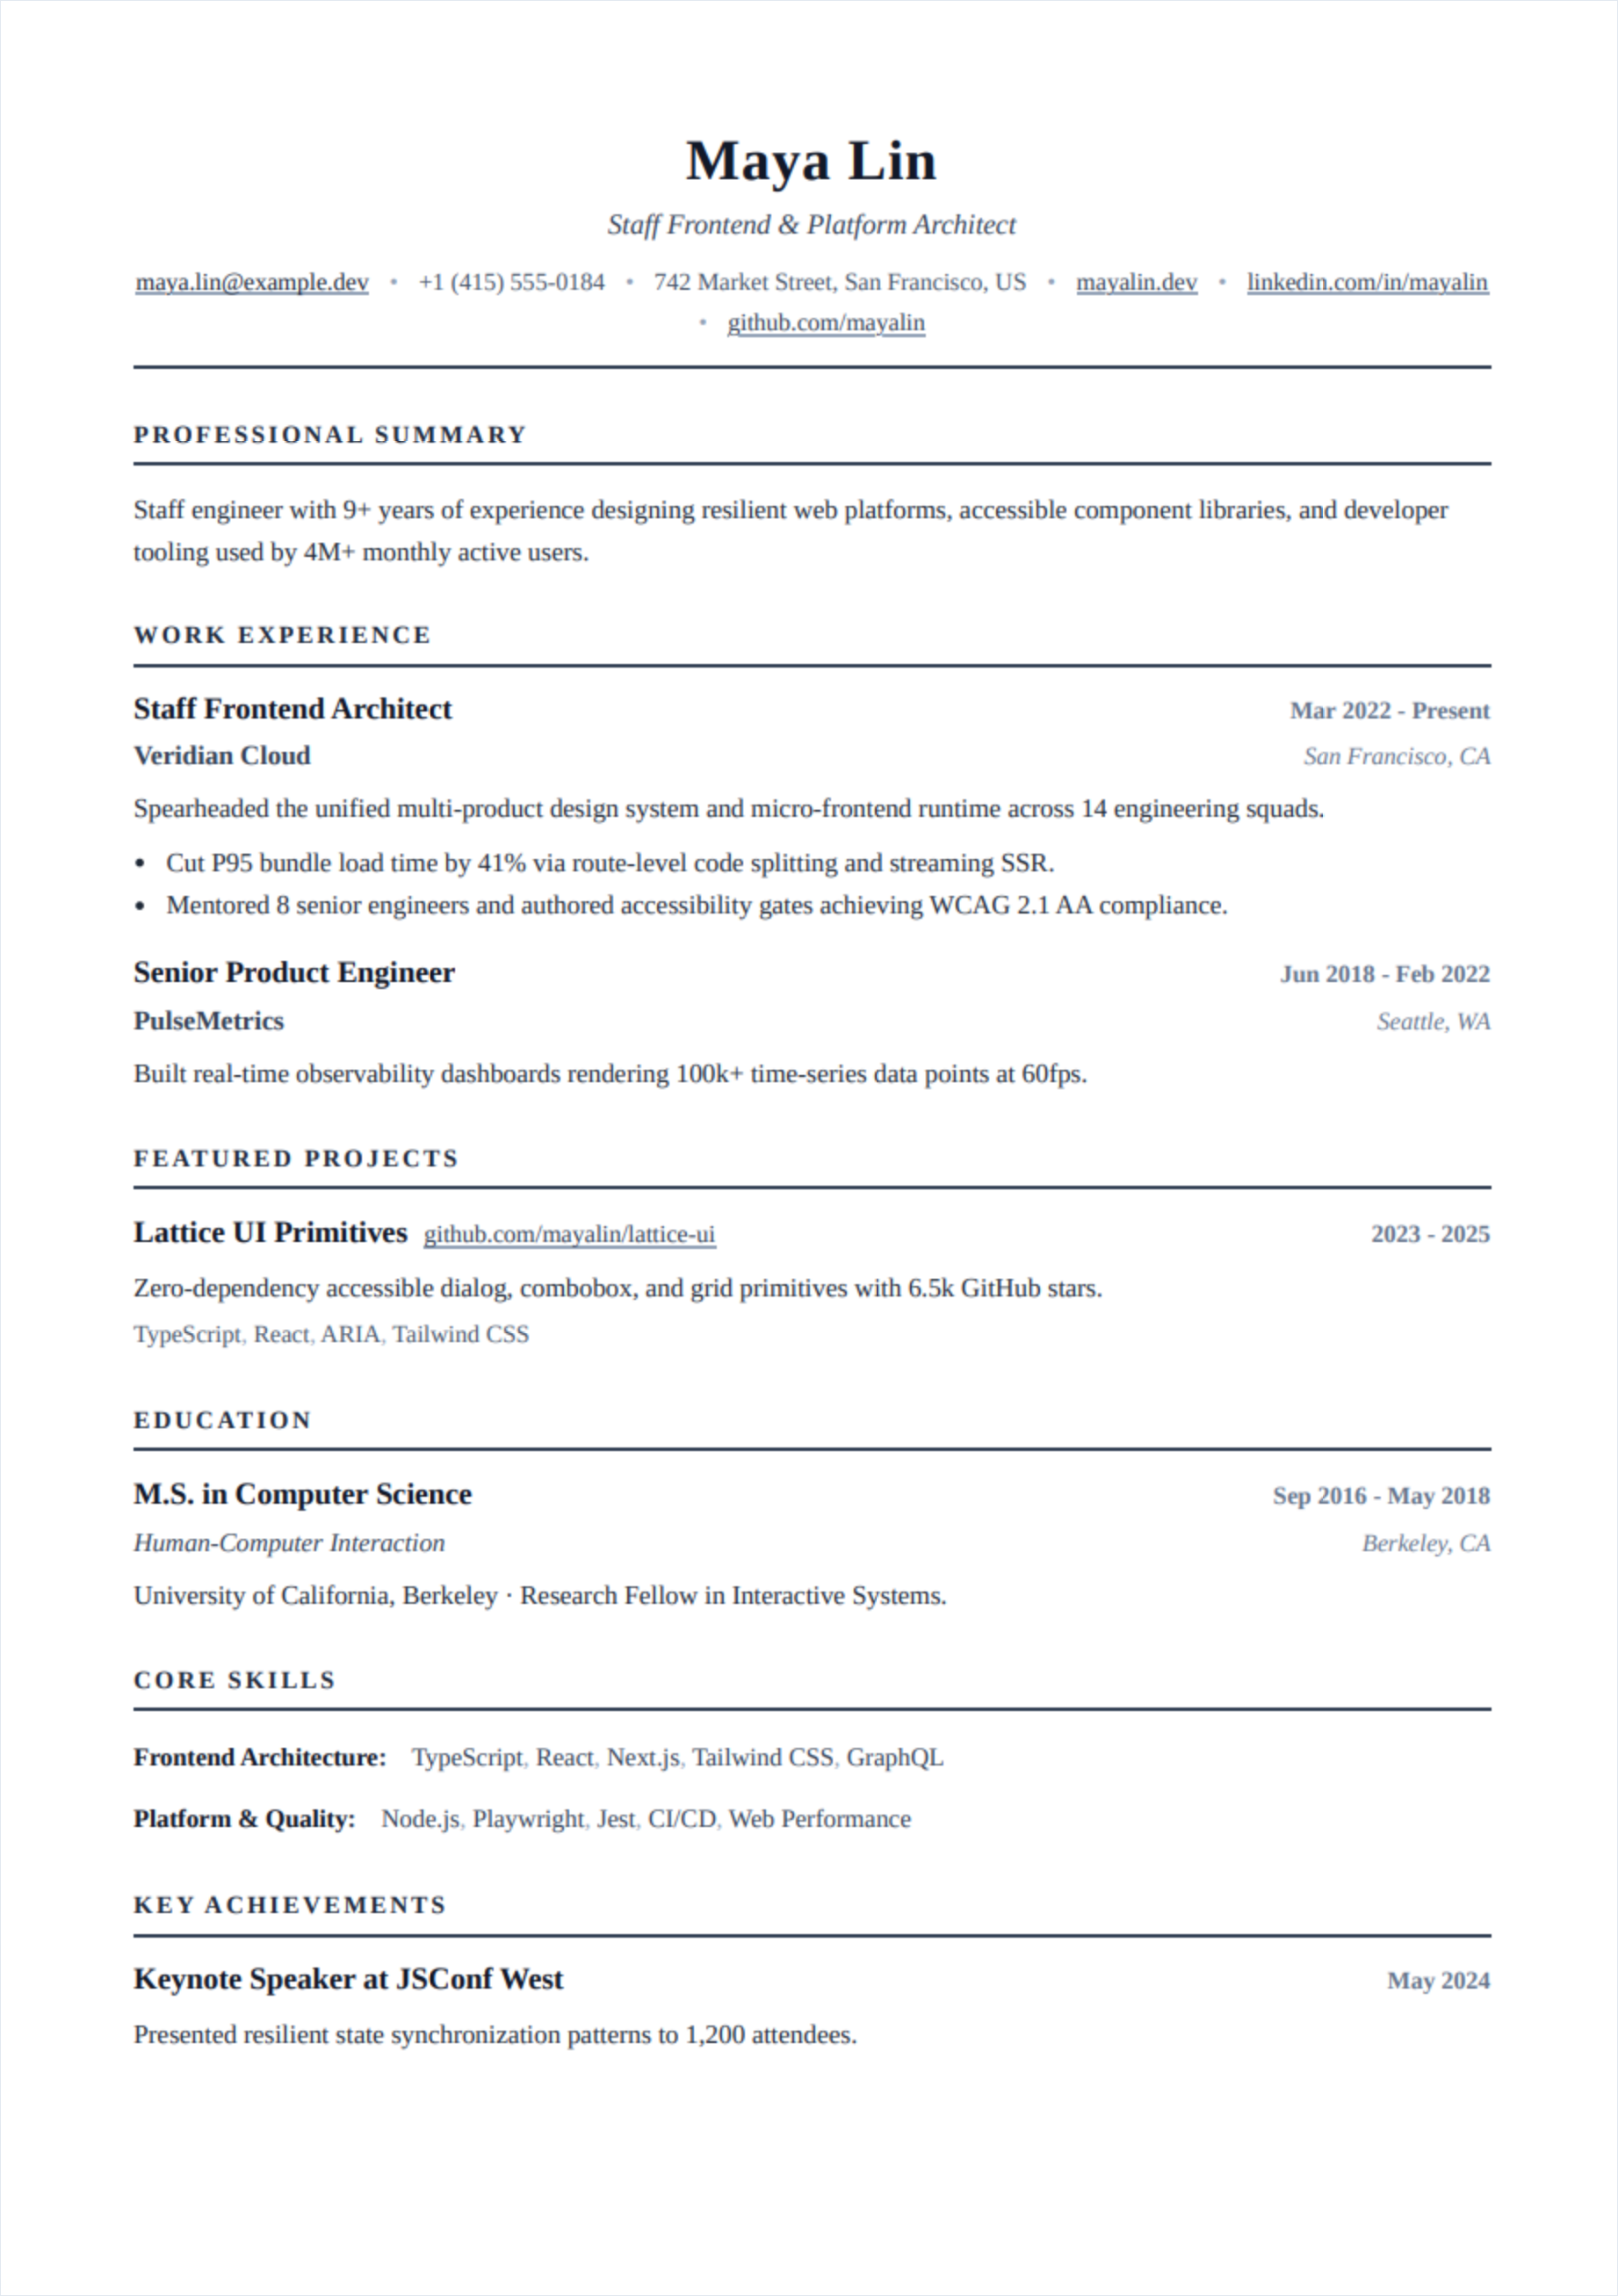 Maya Lin
Staff Frontend & Platform Architect
maya.lin@example.dev • +1 (415) 555-0184 • 742 Market Street, San Francisco, US • mayalin.dev • linkedin.com/in/mayalin
• github.com/mayalin
PROFESSIONAL SUMMARY
Staff engineer with 9+ years of experience designing resilient web platforms, accessible component libraries, and developer
tooling used by 4M+ monthly active users.
WORK EXPERIENCE
Staff Frontend Architect Mar 2022 - Present
Veridian Cloud San Francisco, CA
Spearheaded the unified multi-product design system and micro-frontend runtime across 14 engineering squads.
• Cut P95 bundle load time by 41% via route-level code splitting and streaming SSR.
• Mentored 8 senior engineers and authored accessibility gates achieving WCAG 2.1 AA compliance.
Senior Product Engineer Jun 2018 - Feb 2022
PulseMetrics Seattle, WA
Built real-time observability dashboards rendering 100k+ time-series data points at 60fps.
FEATURED PROJECTS
Lattice UI Primitives github.com/mayalin/lattice-ui 2023 - 2025
Zero-dependency accessible dialog, combobox, and grid primitives with 6.5k GitHub stars.
TypeScript, React, ARIA, Tailwind CSS
EDUCATION
M.S. in Computer Science Sep 2016 - May 2018
Human-Computer Interaction Berkeley, CA
University of California, Berkeley · Research Fellow in Interactive Systems.
CORE SKILLS
Frontend Architecture: TypeScript, React, Next.js, Tailwind CSS, GraphQL
Platform & Quality: Node.js, Playwright, Jest, CI/CD, Web Performance
KEY ACHIEVEMENTS
Keynote Speaker at JSConf West May 2024
Presented resilient state synchronization patterns to 1,200 attendees.